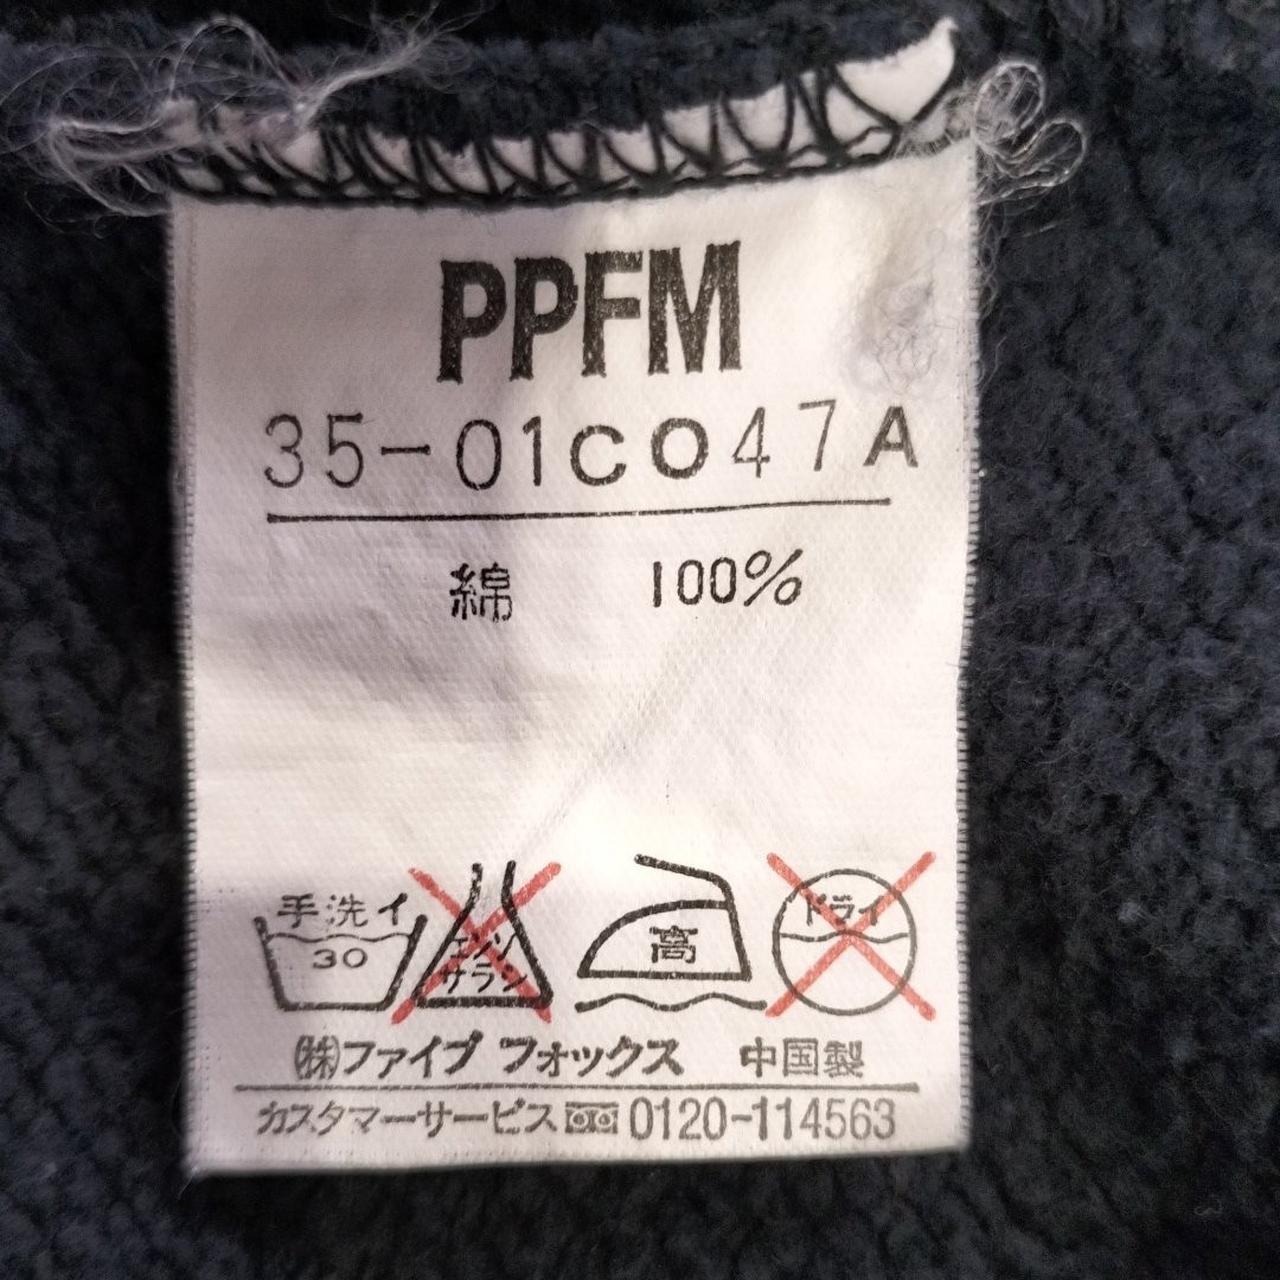 PPFM
35-01CO47A
綿 100%
手洗イ
30
エンソ
サラシ
高
ドライ
㈱ファイブ フォックス 中国製
カスタマーサービス 0120-114563